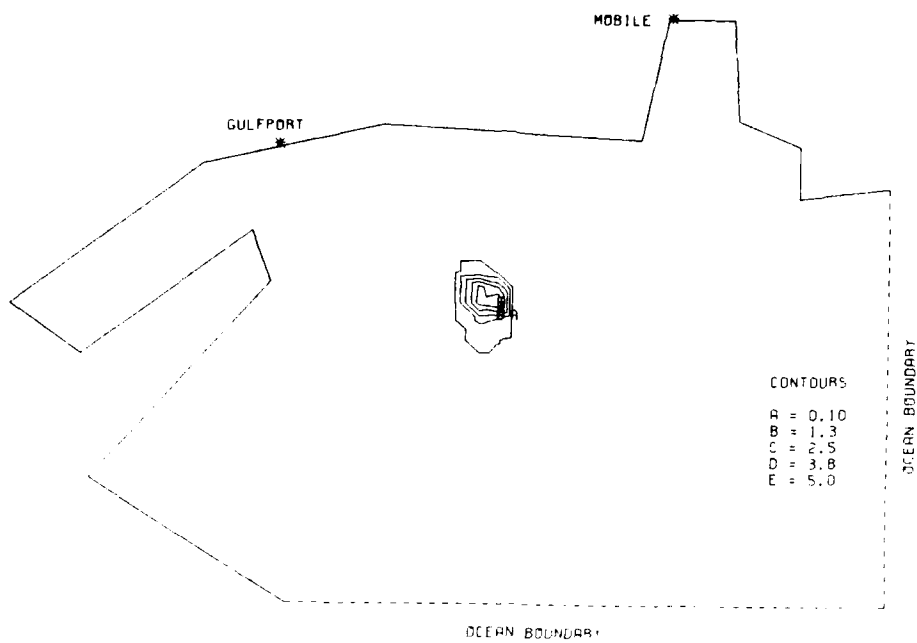 MOBILE
GULFPORT
A
CONTOURS
A = 0.10
B = 1.3
C = 2.5
D = 3.8
E = 5.0
OCEAN BOUNDARY
OCEAN BOUNDARY